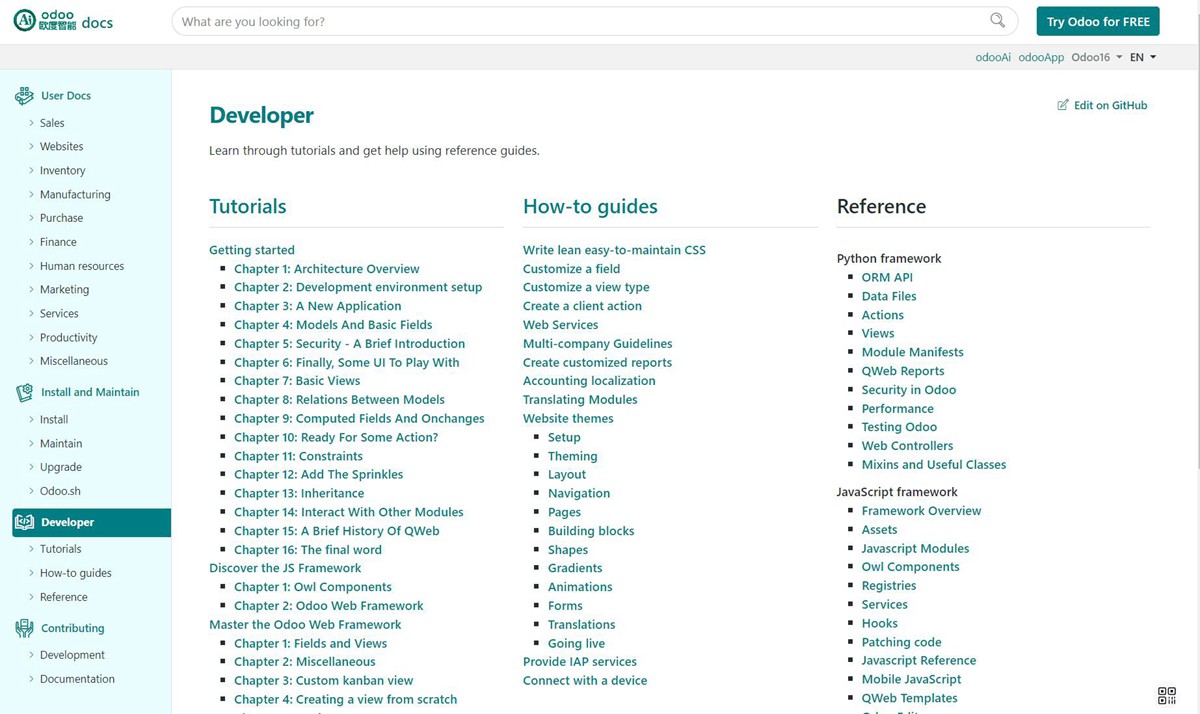 Ai odoo
欧度智能 docs
What are you looking for?
Try Odoo for FREE
odooAi odooApp Odoo16 EN
User Docs
Sales
Websites
Inventory
Manufacturing
Purchase
Finance
Human resources
Marketing
Services
Productivity
Miscellaneous
Install and Maintain
Install
Maintain
Upgrade
Odoo.sh
Developer
Tutorials
How-to guides
Reference
Contributing
Development
Documentation
Developer
Edit on GitHub
Learn through tutorials and get help using reference guides.
Tutorials
Getting started
Chapter 1: Architecture Overview
Chapter 2: Development environment setup
Chapter 3: A New Application
Chapter 4: Models And Basic Fields
Chapter 5: Security - A Brief Introduction
Chapter 6: Finally, Some UI To Play With
Chapter 7: Basic Views
Chapter 8: Relations Between Models
Chapter 9: Computed Fields And Onchanges
Chapter 10: Ready For Some Action?
Chapter 11: Constraints
Chapter 12: Add The Sprinkles
Chapter 13: Inheritance
Chapter 14: Interact With Other Modules
Chapter 15: A Brief History Of QWeb
Chapter 16: The final word
Discover the JS Framework
Chapter 1: Owl Components
Chapter 2: Odoo Web Framework
Master the Odoo Web Framework
Chapter 1: Fields and Views
Chapter 2: Miscellaneous
Chapter 3: Custom kanban view
Chapter 4: Creating a view from scratch
How-to guides
Write lean easy-to-maintain CSS
Customize a field
Customize a view type
Create a client action
Web Services
Multi-company Guidelines
Create customized reports
Accounting localization
Translating Modules
Website themes
Setup
Theming
Layout
Navigation
Pages
Building blocks
Shapes
Gradients
Animations
Forms
Translations
Going live
Provide IAP services
Connect with a device
Reference
Python framework
ORM API
Data Files
Actions
Views
Module Manifests
QWeb Reports
Security in Odoo
Performance
Testing Odoo
Web Controllers
Mixins and Useful Classes
JavaScript framework
Framework Overview
Assets
Javascript Modules
Owl Components
Registries
Services
Hooks
Patching code
Javascript Reference
Mobile JavaScript
QWeb Templates